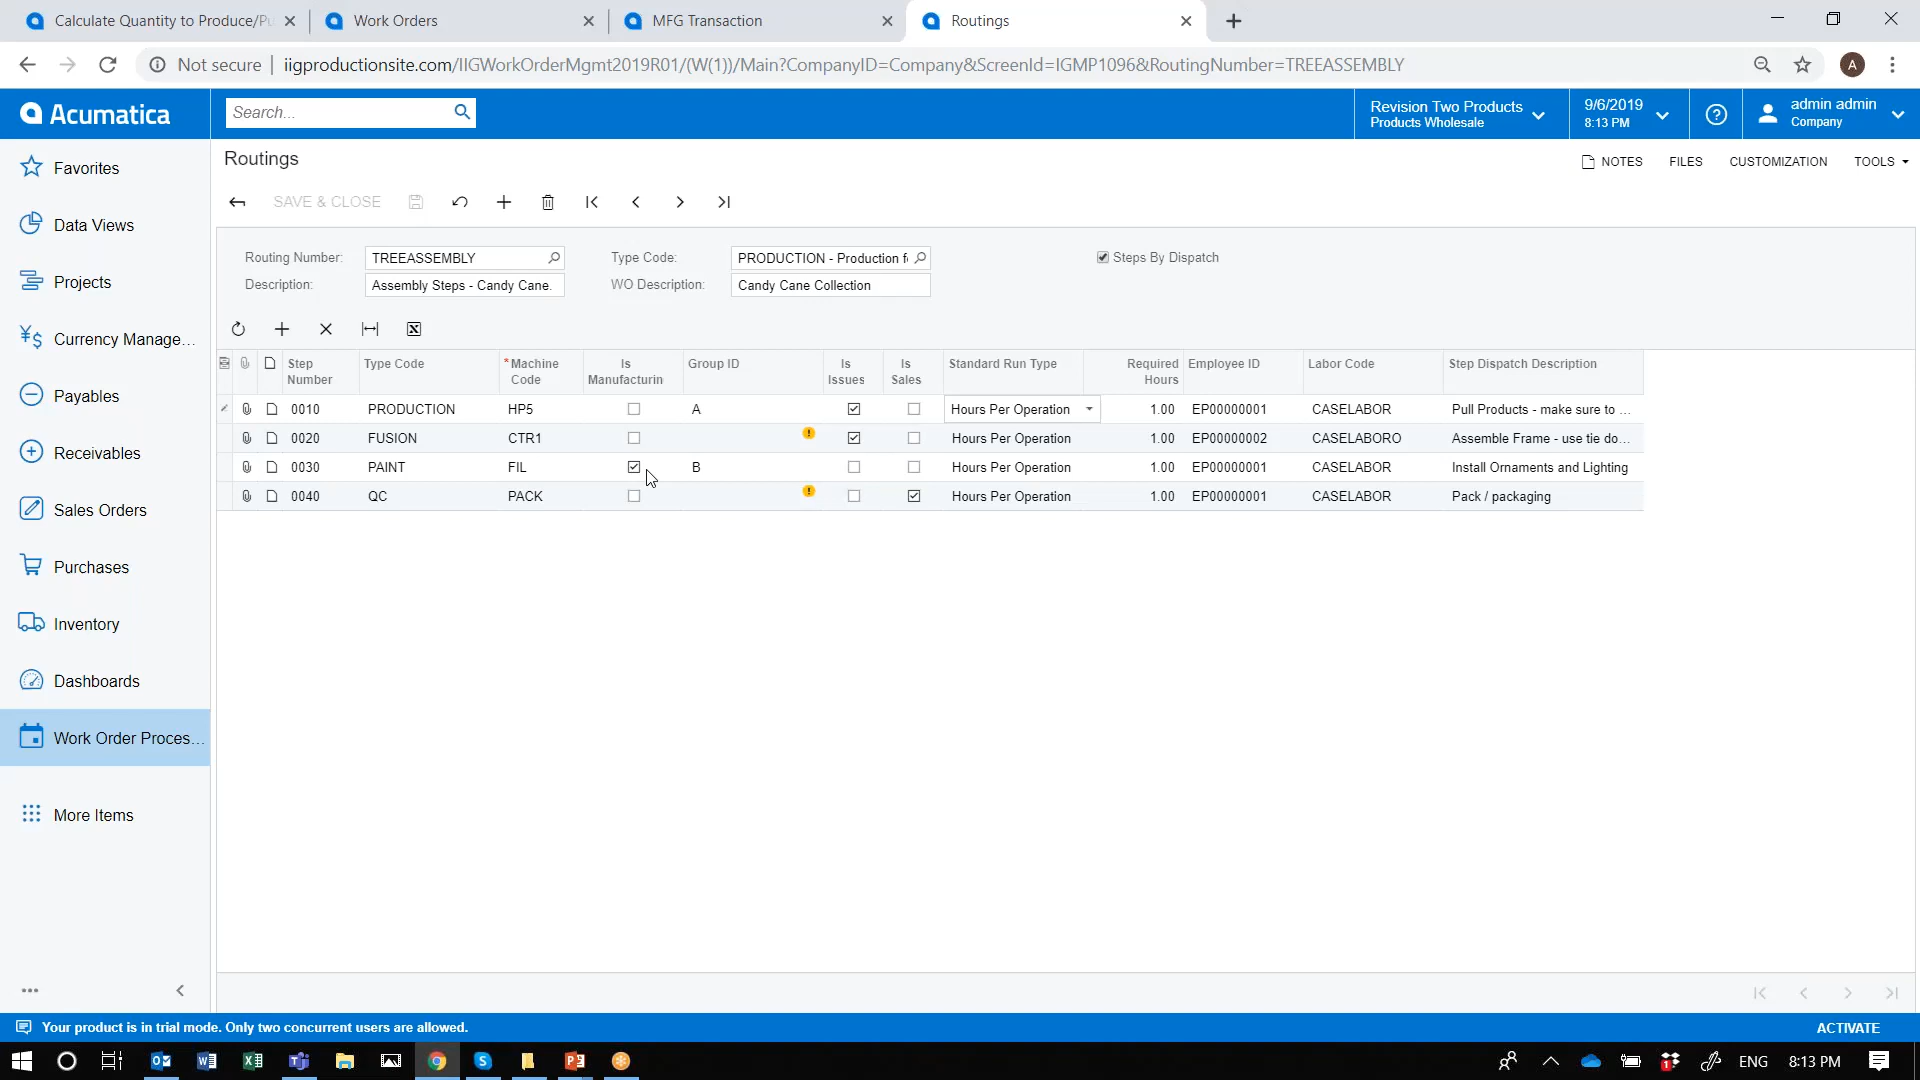 Calculate Quantity to Produce/Pu
Work Orders
MFG Transaction
Routings
Not secure
iigproductionsite.com/IIGWorkOrderMgmt2019R01/(W(1))/Main?CompanyID=Company&ScreenId=IGMP1096&RoutingNumber=TREEASSEMBLY
A
Acumatica
Search...
Revision Two Products
Products Wholesale
9/6/2019
8:13 PM
admin admin
Company
Favorites
Data Views
Projects
Currency Manage...
Payables
Receivables
Sales Orders
Purchases
Inventory
Dashboards
Work Order Proces...
More Items
Routings
NOTES FILES CUSTOMIZATION TOOLS
SAVE & CLOSE
Routing Number: TREEASSEMBLY Type Code: PRODUCTION - Production f Steps By Dispatch
Description: Assembly Steps - Candy Cane. WO Description: Candy Cane Collection
Step Number Type Code *Machine Code Is Manufacturin Group ID Is Issues Is Sales Standard Run Type Required Hours Employee ID Labor Code Step Dispatch Description
0010 PRODUCTION HP5 A Hours Per Operation 1.00 EP00000001 CASELABOR Pull Products - make sure to ...
0020 FUSION CTR1 Hours Per Operation 1.00 EP00000002 CASELABORO Assemble Frame - use tie do...
0030 PAINT FIL B Hours Per Operation 1.00 EP00000001 CASELABOR Install Ornaments and Lighting
0040 QC PACK Hours Per Operation 1.00 EP00000001 CASELABOR Pack / packaging
Your product is in trial mode. Only two concurrent users are allowed.
ACTIVATE
ENG 8:13 PM